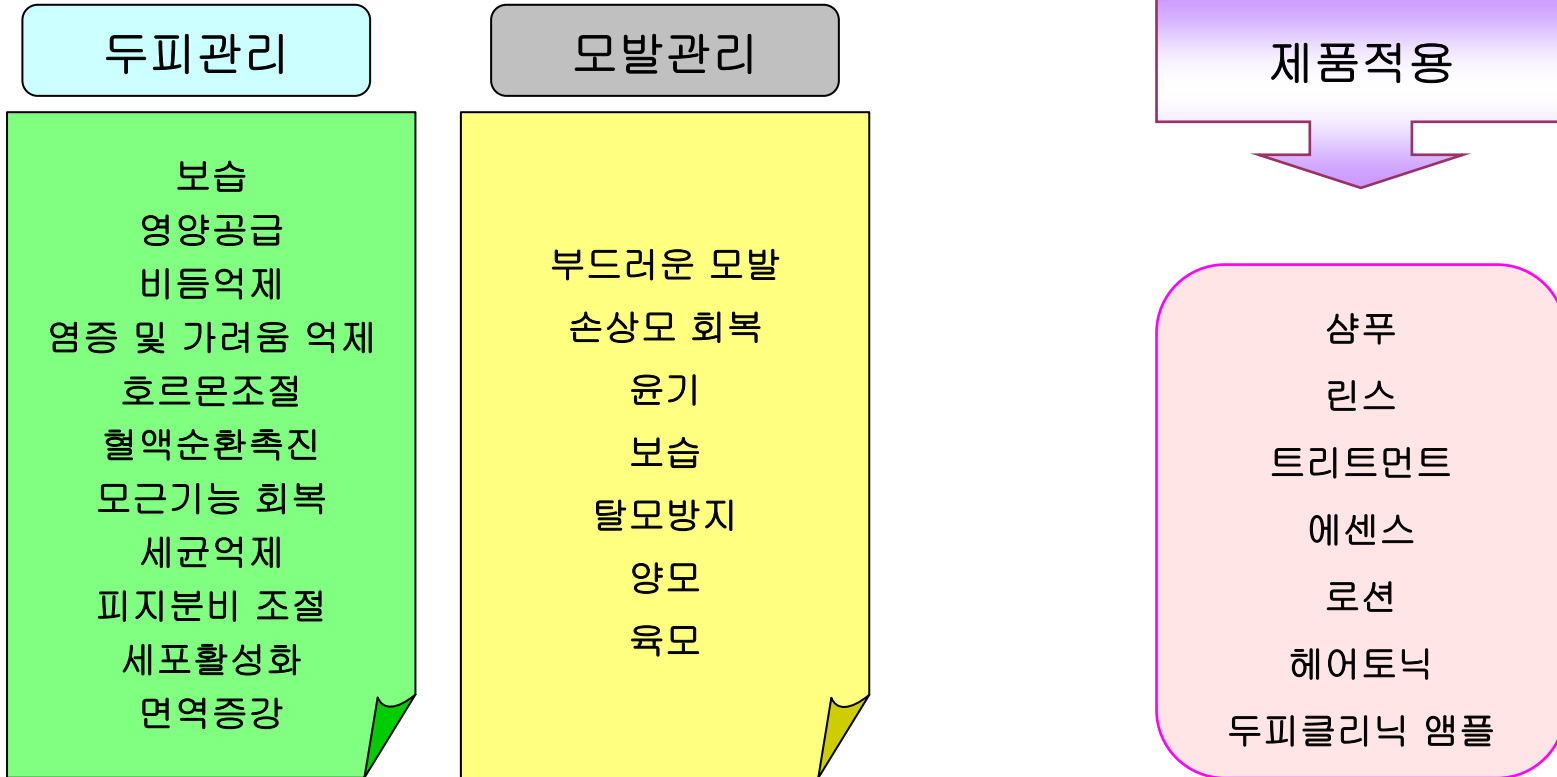 두피관리
보습
영양공급
비듬억제
염증 및 가려움 억제
호르몬조절
혈액순환촉진
모근기능 회복
세균억제
피지분비 조절
세포활성화
면역증강
모발관리
부드러운 모발
손상모 회복
윤기
보습
탈모방지
양모
육모
제품적용
샴푸
린스
트리트먼트
에센스
로션
헤어토닉
두피클리닉 앰플